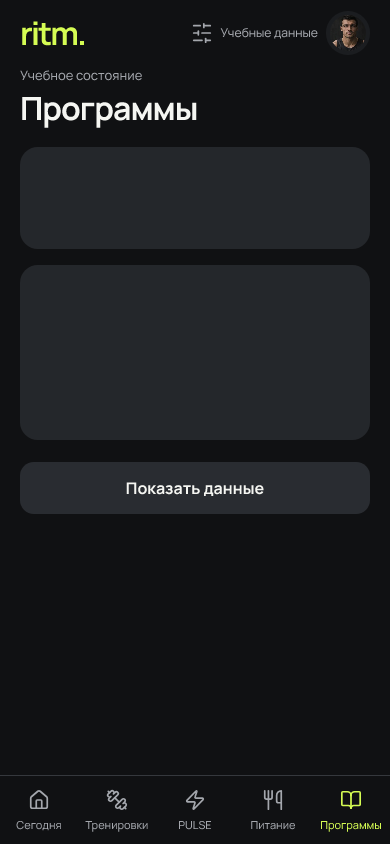 ritm.
Учебные данные
Учебное состояние
Программы
Показать данные
Сегодня
Тренировки
PULSE
Питание
Программы